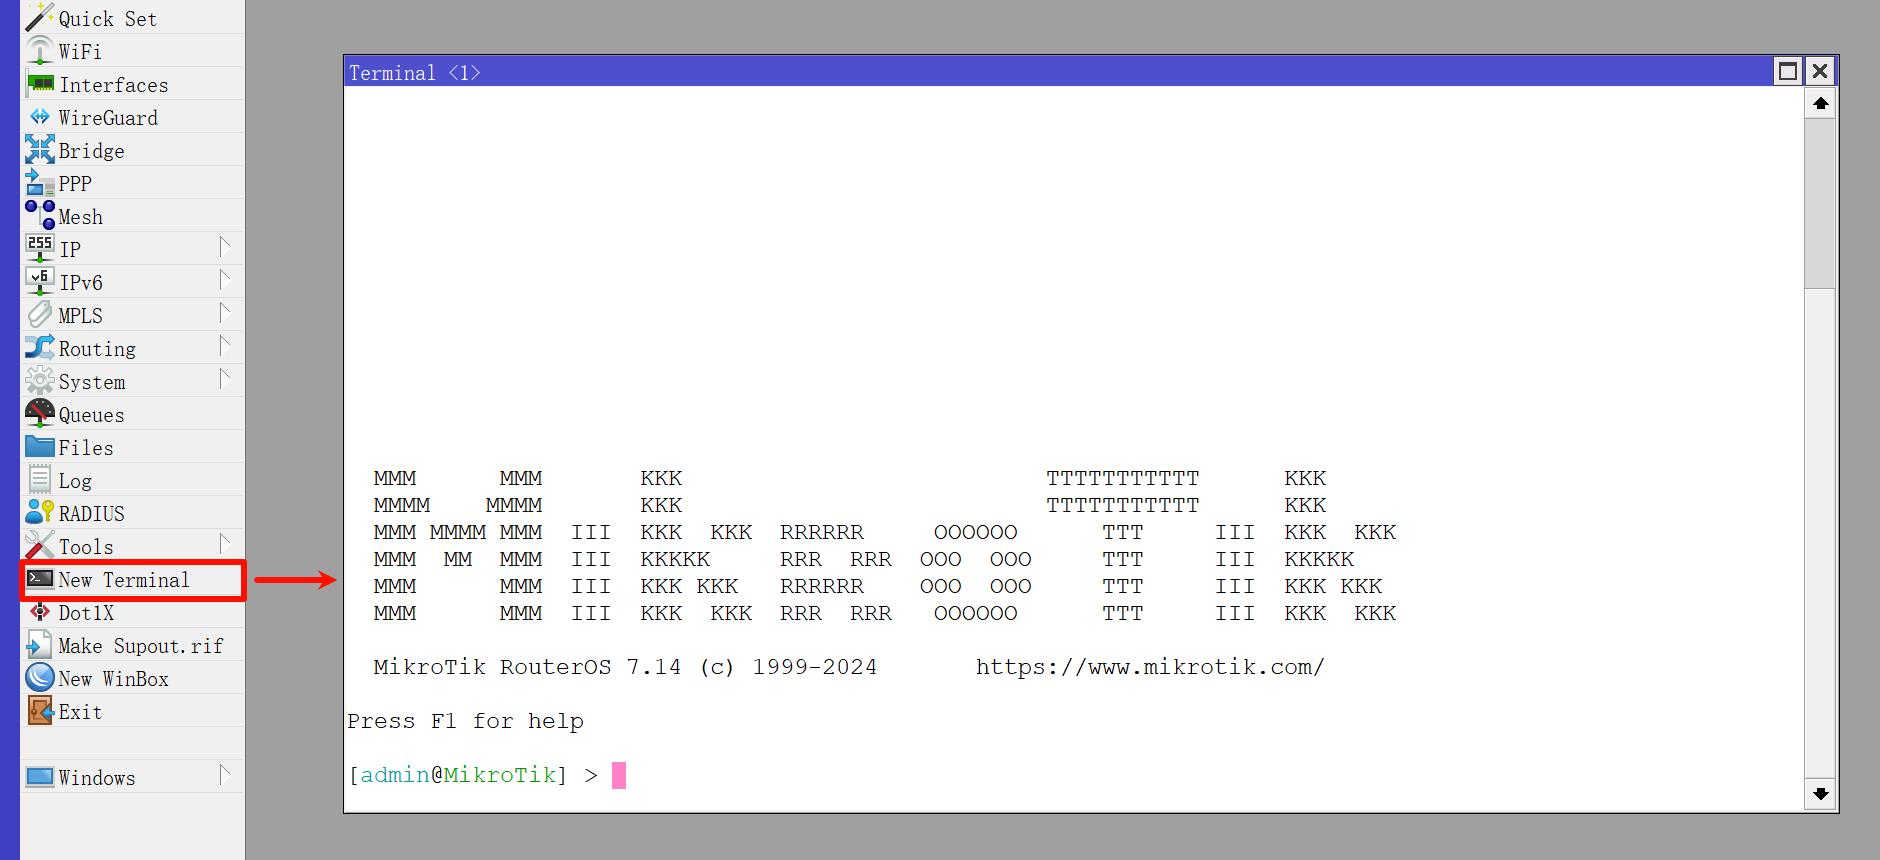 Quick Set
WiFi
Interfaces
WireGuard
Bridge
PPP
Mesh
255 IP
v6 IPv6
MPLS
Routing
System
Queues
Files
Log
RADIUS
Tools
New Terminal
Dot1X
Make Supout.rif
New WinBox
Exit
Windows
Terminal <1>
MMM      MMM       KKK                          TTTTTTTTTTT      KKK
MMMM    MMMM       KKK                          TTTTTTTTTTT      KKK
MMM MMMM MMM  III  KKK  KKK  RRRRRR     OOOOOO      TTT     III  KKK  KKK
MMM  MM  MMM  III  KKKKK     RRR  RRR  OOO  OOO     TTT     III  KKKKK
MMM      MMM  III  KKK KKK   RRRRRR    OOO  OOO     TTT     III  KKK KKK
MMM      MMM  III  KKK  KKK  RRR  RRR   OOOOOO      TTT     III  KKK  KKK
MikroTik RouterOS 7.14 (c) 1999-2024       https://www.mikrotik.com/
Press F1 for help
[admin@MikroTik] >